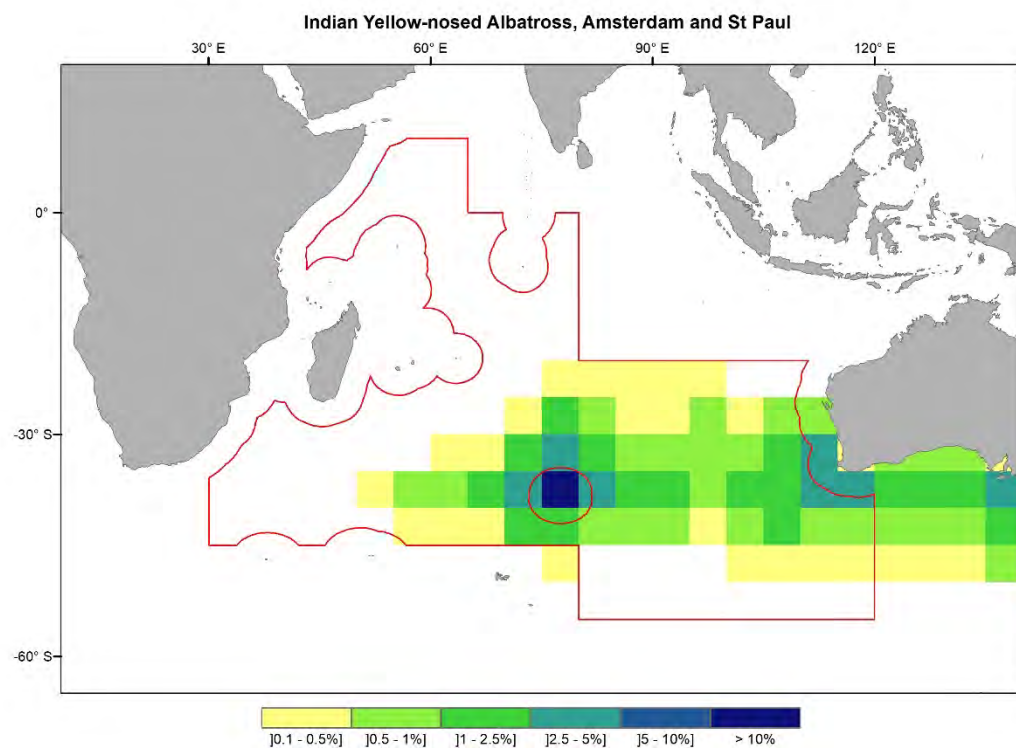 Indian Yellow-nosed Albatross, Amsterdam and St Paul
30° E 60° E 90° E 120° E
0°
-30° S
-60° S
]0.1 - 0.5%] ]0.5 - 1%] ]1 - 2.5%] ]2.5 - 5%] ]5 - 10%] > 10%